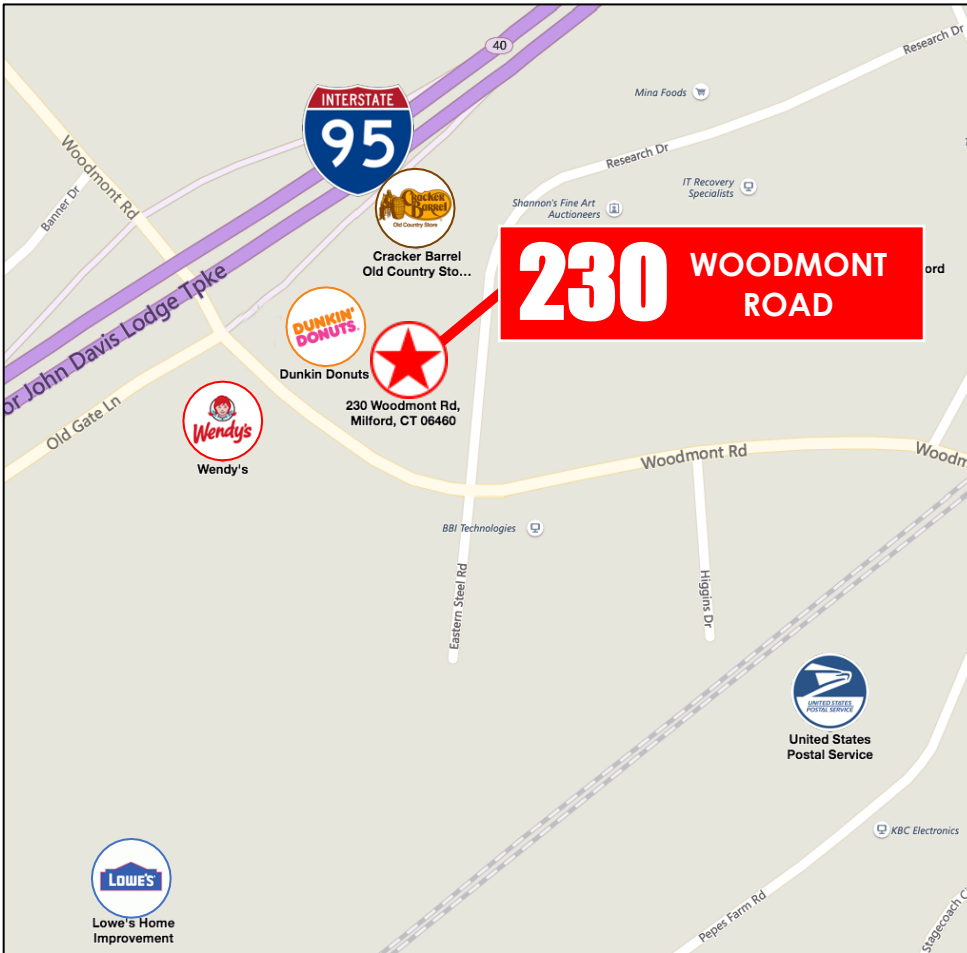 40
Research Dr
INTERSTATE
95
Mina Foods
Woodmont Rd
Banner Dr
Research Dr
IT Recovery
Specialists
Cracker
Barrel
Old Country Store
Shannon's Fine Art
Auctioneers
Cracker Barrel
Old Country Sto...
230 WOODMONT
ROAD
ord
or John Davis Lodge Tpke
DUNKIN'
DONUTS
Dunkin Donuts
230 Woodmont Rd,
Milford, CT 06460
Old Gate Ln
Wendy's
Wendy's
Woodmont Rd
Woodm
BBI Technologies
Eastern Steel Rd
Higgins Dr
UNITED STATES
POSTAL SERVICE
United States
Postal Service
KBC Electronics
LOWE'S
Lowe's Home
Improvement
Pepes Farm Rd
Stagecoach C